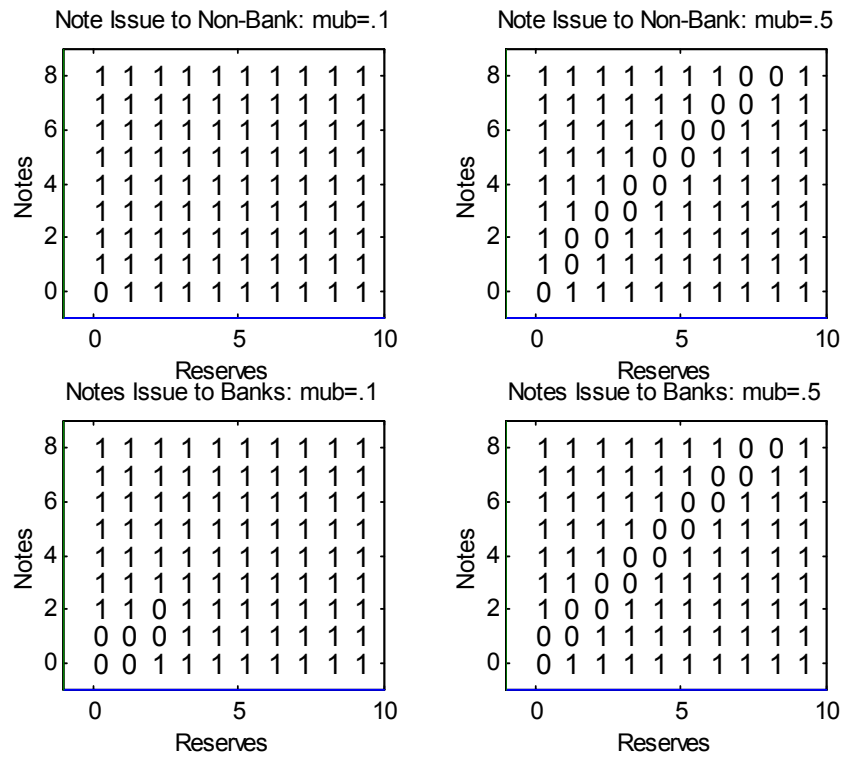 Note Issue to Non-Bank: mub=.1
8 1 1 1 1 1 1 1 1 1 1
1 1 1 1 1 1 1 1 1 1
6 1 1 1 1 1 1 1 1 1 1
1 1 1 1 1 1 1 1 1 1
4 1 1 1 1 1 1 1 1 1 1
1 1 1 1 1 1 1 1 1 1
2 1 1 1 1 1 1 1 1 1 1
1 1 1 1 1 1 1 1 1 1
0 0 1 1 1 1 1 1 1 1 1
Notes
0 5 10
Reserves
Note Issue to Non-Bank: mub=.5
8 1 1 1 1 1 1 1 0 0 1
1 1 1 1 1 1 0 0 1 1
6 1 1 1 1 1 0 0 1 1 1
1 1 1 1 0 0 1 1 1 1
4 1 1 1 0 0 1 1 1 1 1
1 1 0 0 1 1 1 1 1 1
2 1 0 0 1 1 1 1 1 1 1
1 0 1 1 1 1 1 1 1 1
0 0 1 1 1 1 1 1 1 1 1
Notes
0 5 10
Reserves
Notes Issue to Banks: mub=.1
8 1 1 1 1 1 1 1 1 1 1
1 1 1 1 1 1 1 1 1 1
6 1 1 1 1 1 1 1 1 1 1
1 1 1 1 1 1 1 1 1 1
4 1 1 1 1 1 1 1 1 1 1
1 1 1 1 1 1 1 1 1 1
2 1 1 0 1 1 1 1 1 1 1
0 0 0 1 1 1 1 1 1 1
0 0 0 1 1 1 1 1 1 1 1
Notes
0 5 10
Reserves
Notes Issue to Banks: mub=.5
8 1 1 1 1 1 1 1 0 0 1
1 1 1 1 1 1 0 0 1 1
6 1 1 1 1 1 0 0 1 1 1
1 1 1 1 0 0 1 1 1 1
4 1 1 1 0 0 1 1 1 1 1
1 1 0 0 1 1 1 1 1 1
2 1 0 0 1 1 1 1 1 1 1
0 0 1 1 1 1 1 1 1 1
0 0 1 1 1 1 1 1 1 1 1
Notes
0 5 10
Reserves